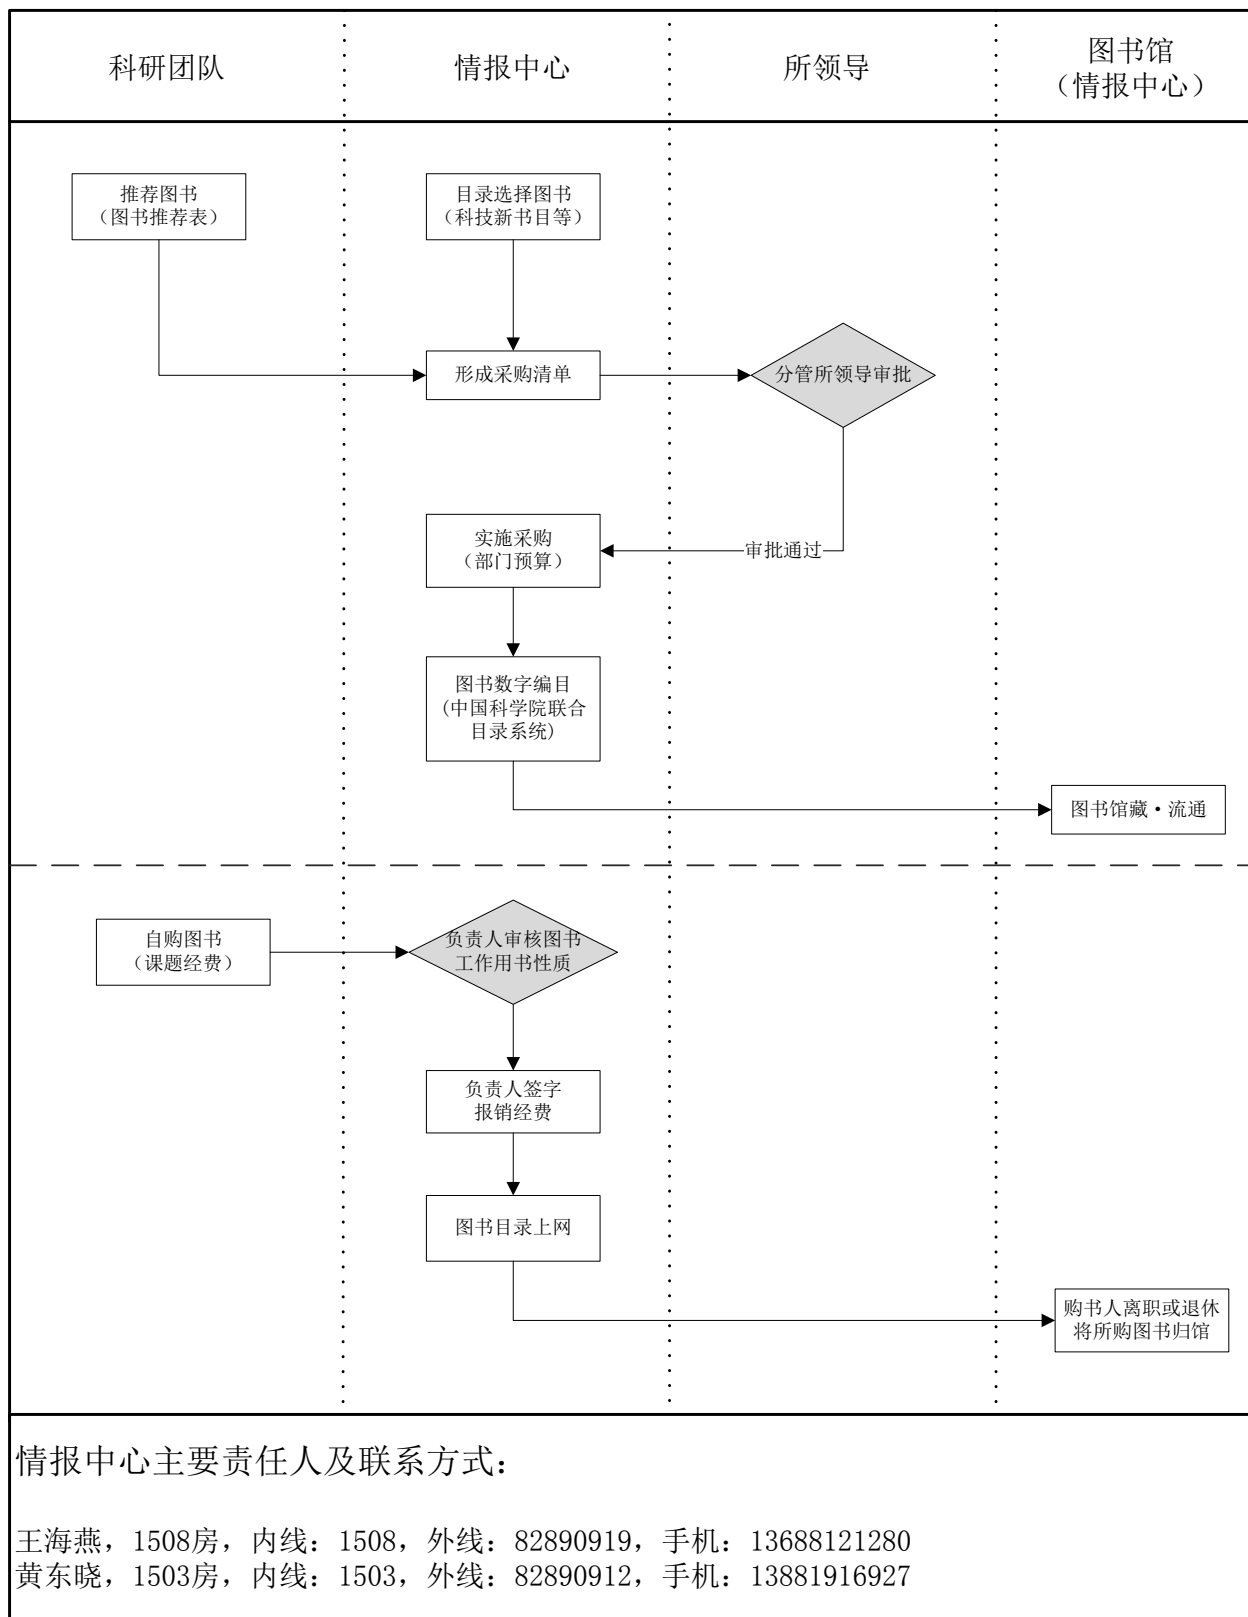 科研团队
情报中心
所领导
图书馆
（情报中心）
推荐图书
（图书推荐表）
目录选择图书
（科技新书目等）
形成采购清单
分管所领导审批
实施采购
（部门预算）
审批通过
图书数字编目
(中国科学院联合
目录系统)
图书馆藏·流通
自购图书
（课题经费）
负责人审核图书
工作用书性质
负责人签字
报销经费
图书目录上网
购书人离职或退休
将所购图书归馆
情报中心主要责任人及联系方式：
王海燕，1508房，内线：1508，外线：82890919，手机：13688121280
黄东晓，1503房，内线：1503，外线：82890912，手机：13881916927